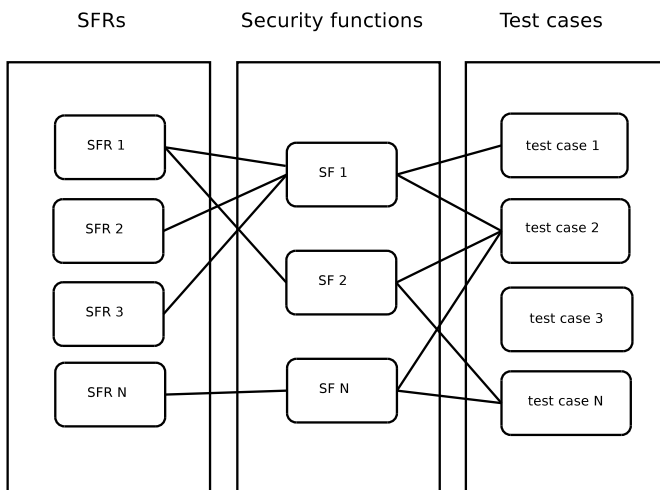 SFRs
Security functions
Test cases
SFR 1
SFR 2
SFR 3
SFR N
SF 1
SF 2
SF N
test case 1
test case 2
test case 3
test case N